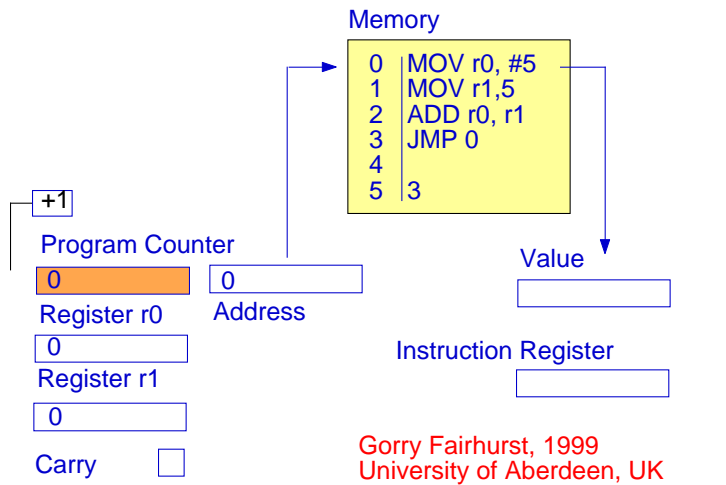 Memory
0 MOV r0, #5
1 MOV r1,5
2 ADD r0, r1
3 JMP 0
4
5 3
+1
Program Counter
0
0
Address
Value
Register r0
0
Instruction Register
Register r1
0
Carry
Gorry Fairhurst, 1999
University of Aberdeen, UK